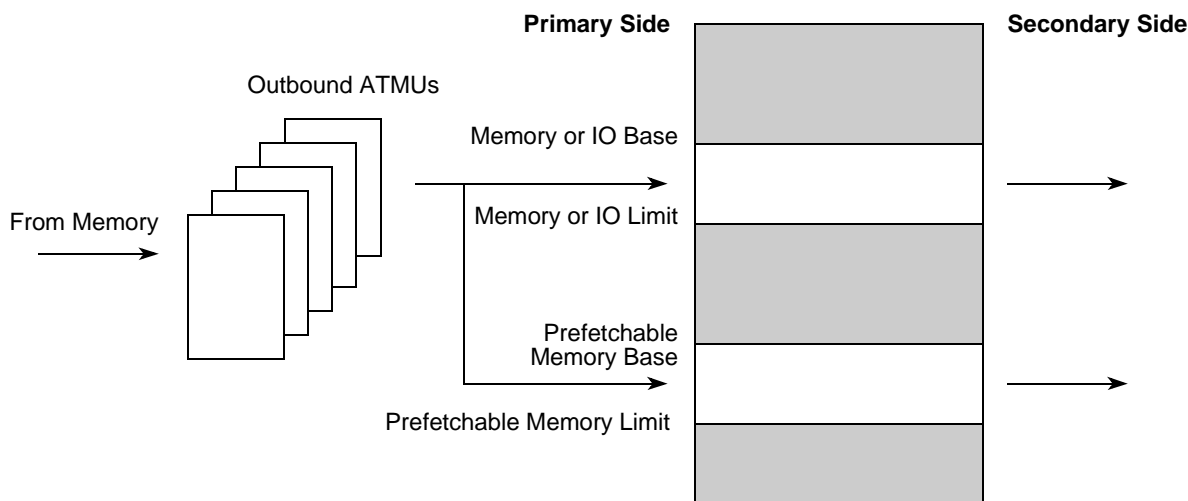 Primary Side
Secondary Side
Outbound ATMUs
Memory or IO Base
From Memory
Memory or IO Limit
Prefetchable
Memory Base
Prefetchable Memory Limit